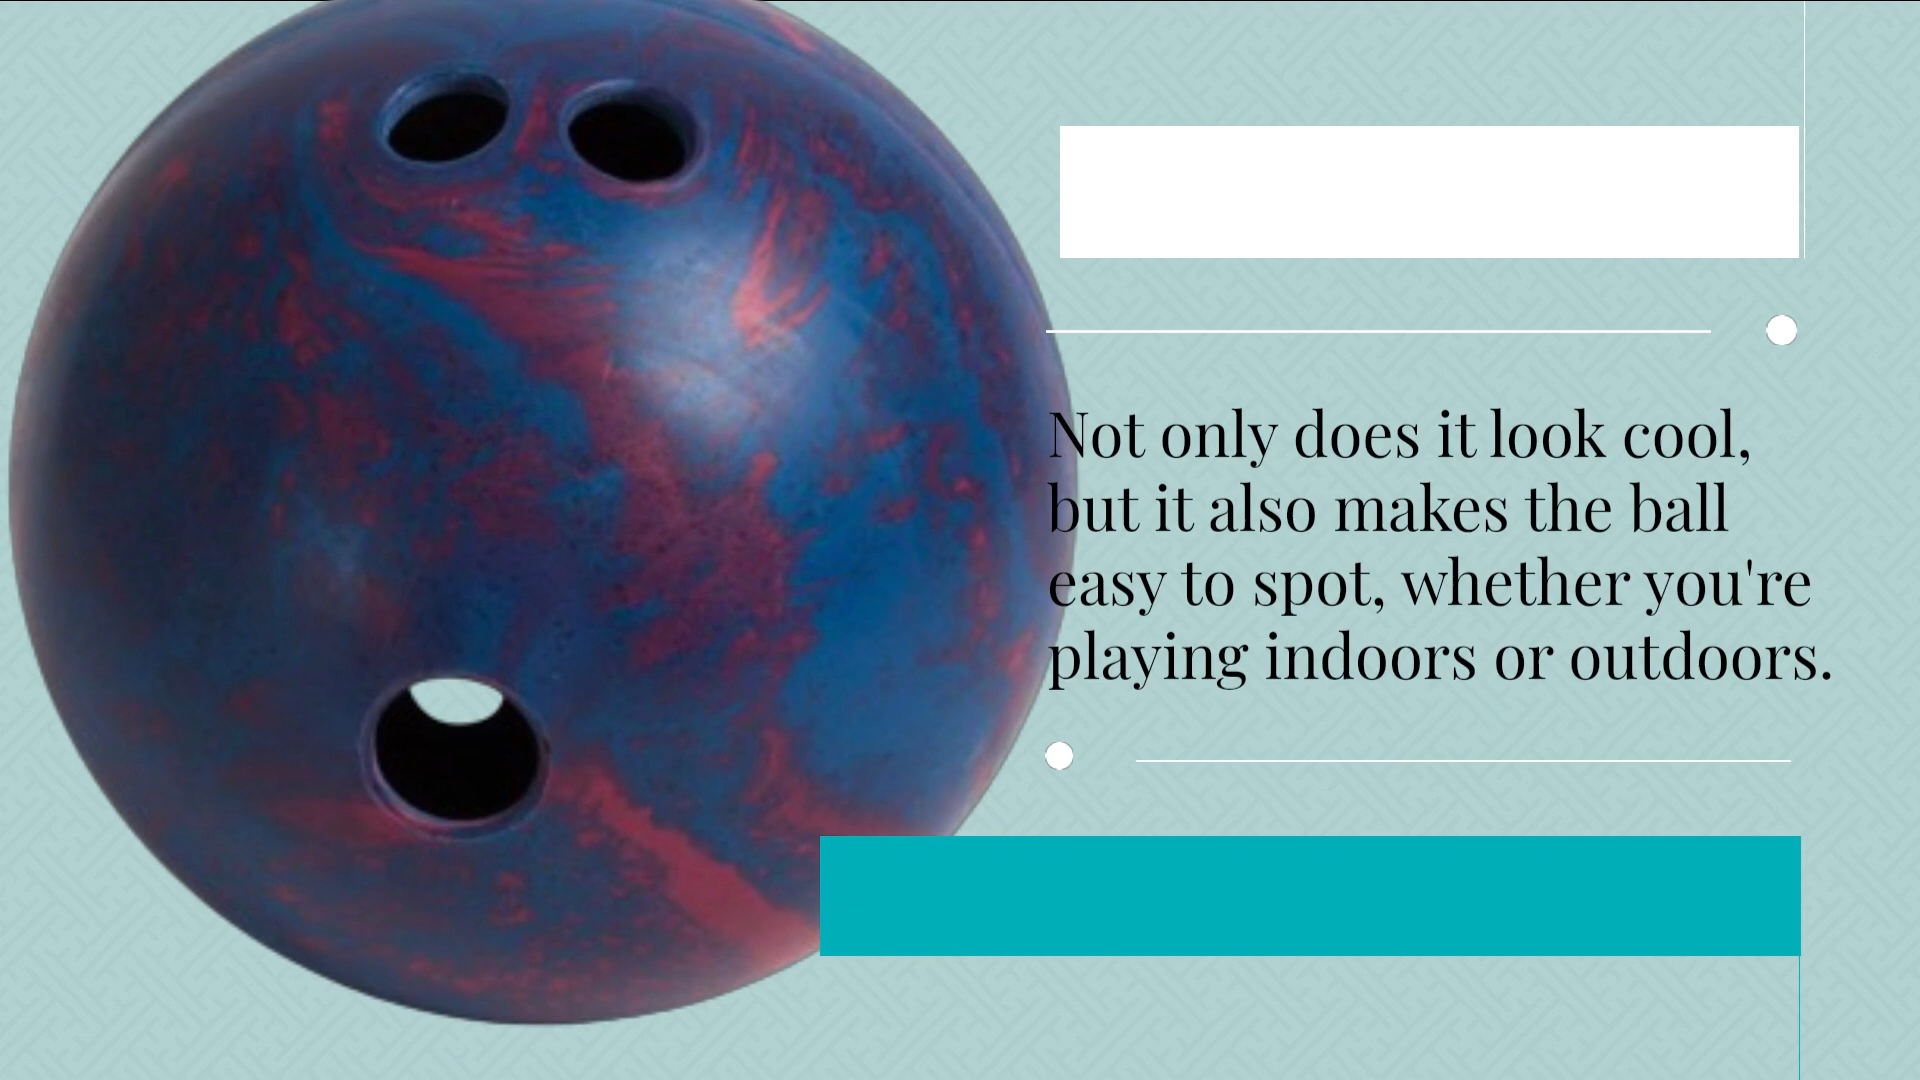 Not only does it look cool,
but it also makes the ball
easy to spot, whether you're
playing indoors or outdoors.